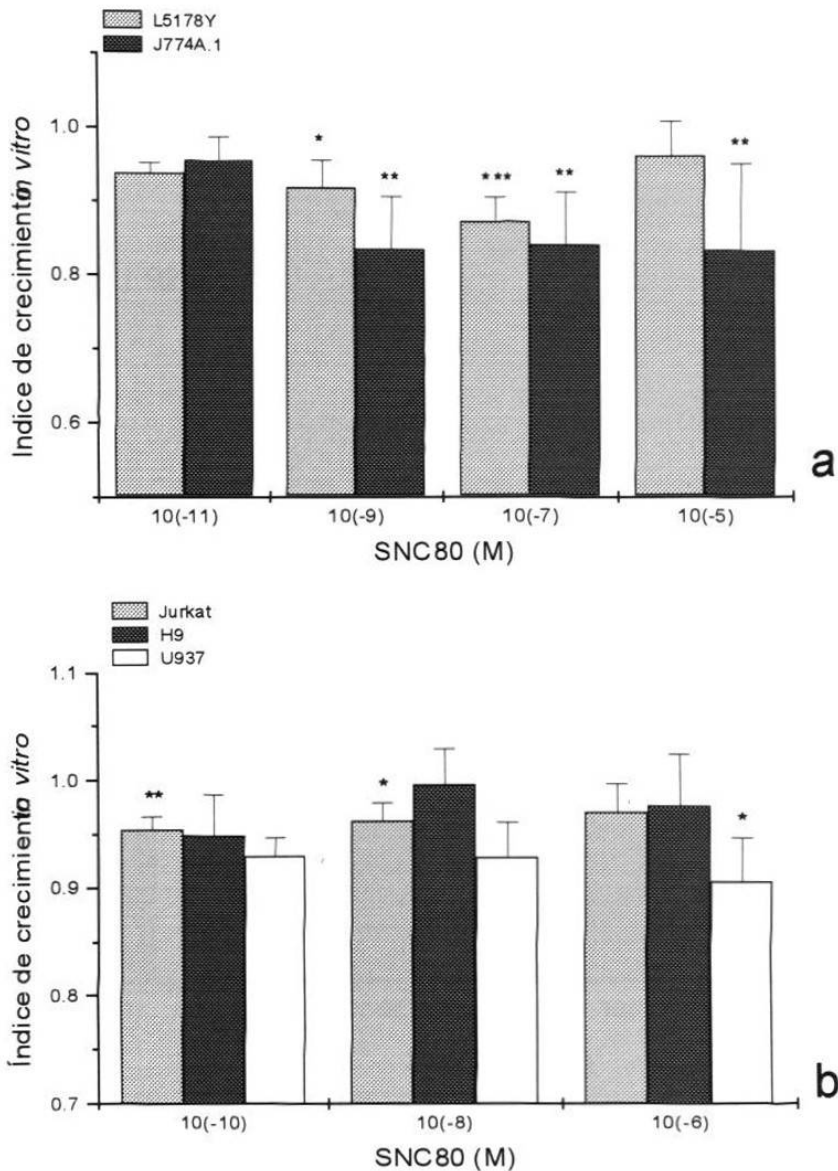 L5178Y
J774A.1
Indice de crecimiento in vitro
1.0
0.8
0.6
* ** *** ** **
10(-11) 10(-9) 10(-7) 10(-5)
SNC80 (M)
a
Jurkat
H9
U937
Índice de crecimiento in vitro
1.1
1.0
0.9
0.8
0.7
** * *
10(-10) 10(-8) 10(-6)
SNC80 (M)
b